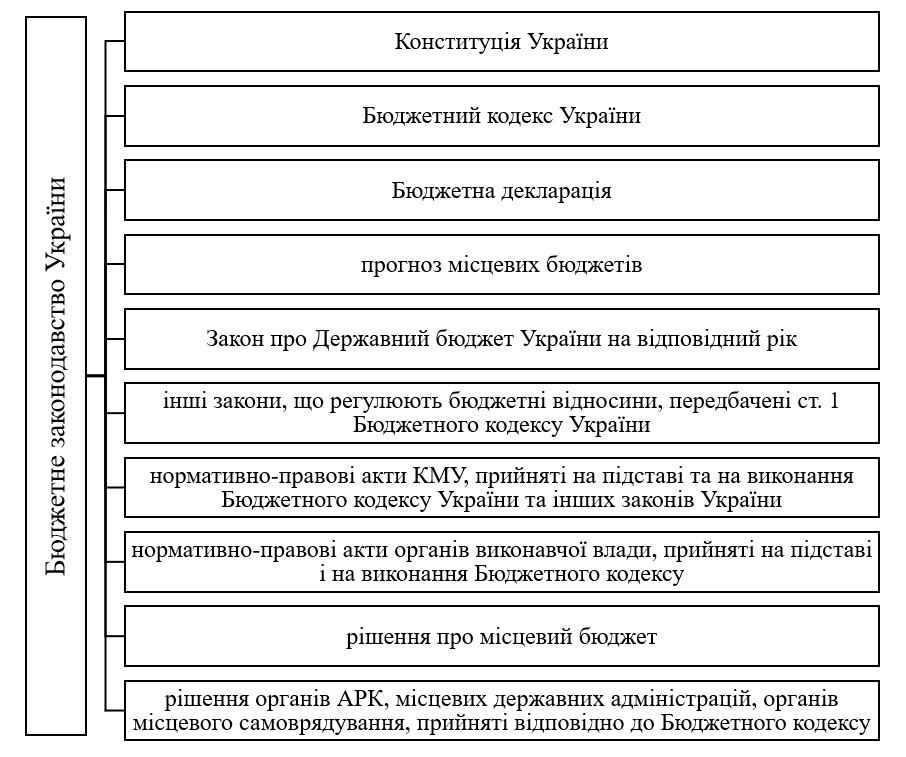 Бюджетне законодавство України
Конституція України
Бюджетний кодекс України
Бюджетна декларація
прогноз місцевих бюджетів
Закон про Державний бюджет України на відповідний рік
інші закони, що регулюють бюджетні відносини, передбачені ст. 1
Бюджетного кодексу України
нормативно-правові акти КМУ, прийняті на підставі та на виконання
Бюджетного кодексу України та інших законів України
нормативно-правові акти органів виконавчої влади, прийняті на підставі
і на виконання Бюджетного кодексу
рішення про місцевий бюджет
рішення органів АРК, місцевих державних адміністрацій, органів
місцевого самоврядування, прийняті відповідно до Бюджетного кодексу